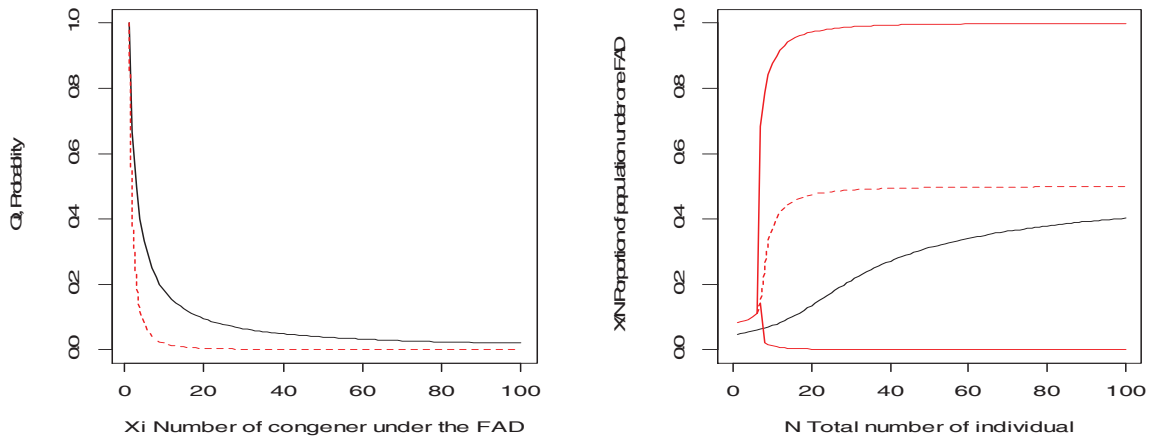 Qi, Probability
1.0
0.8
0.6
0.4
0.2
0.0
0 20 40 60 80 100
Xi Number of congener under the FAD
Xi/N Proportion of population under one FAD
1.0
0.8
0.6
0.4
0.2
0.0
0 20 40 60 80 100
N Total number of individual